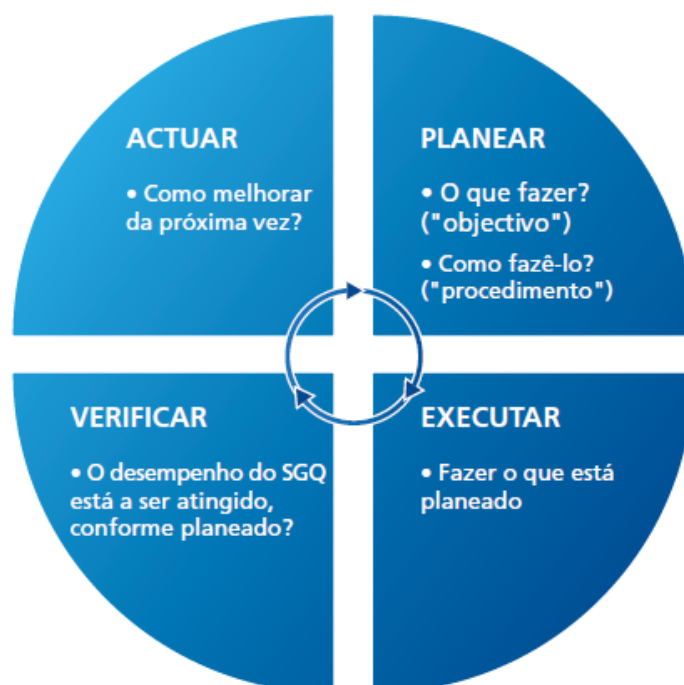 ACTUAR
• Como melhorar
da próxima vez?
PLANEAR
• O que fazer?
("objectivo")
• Como fazê-lo?
("procedimento")
VERIFICAR
• O desempenho do SGQ
está a ser atingido,
conforme planeado?
EXECUTAR
• Fazer o que está
planeado